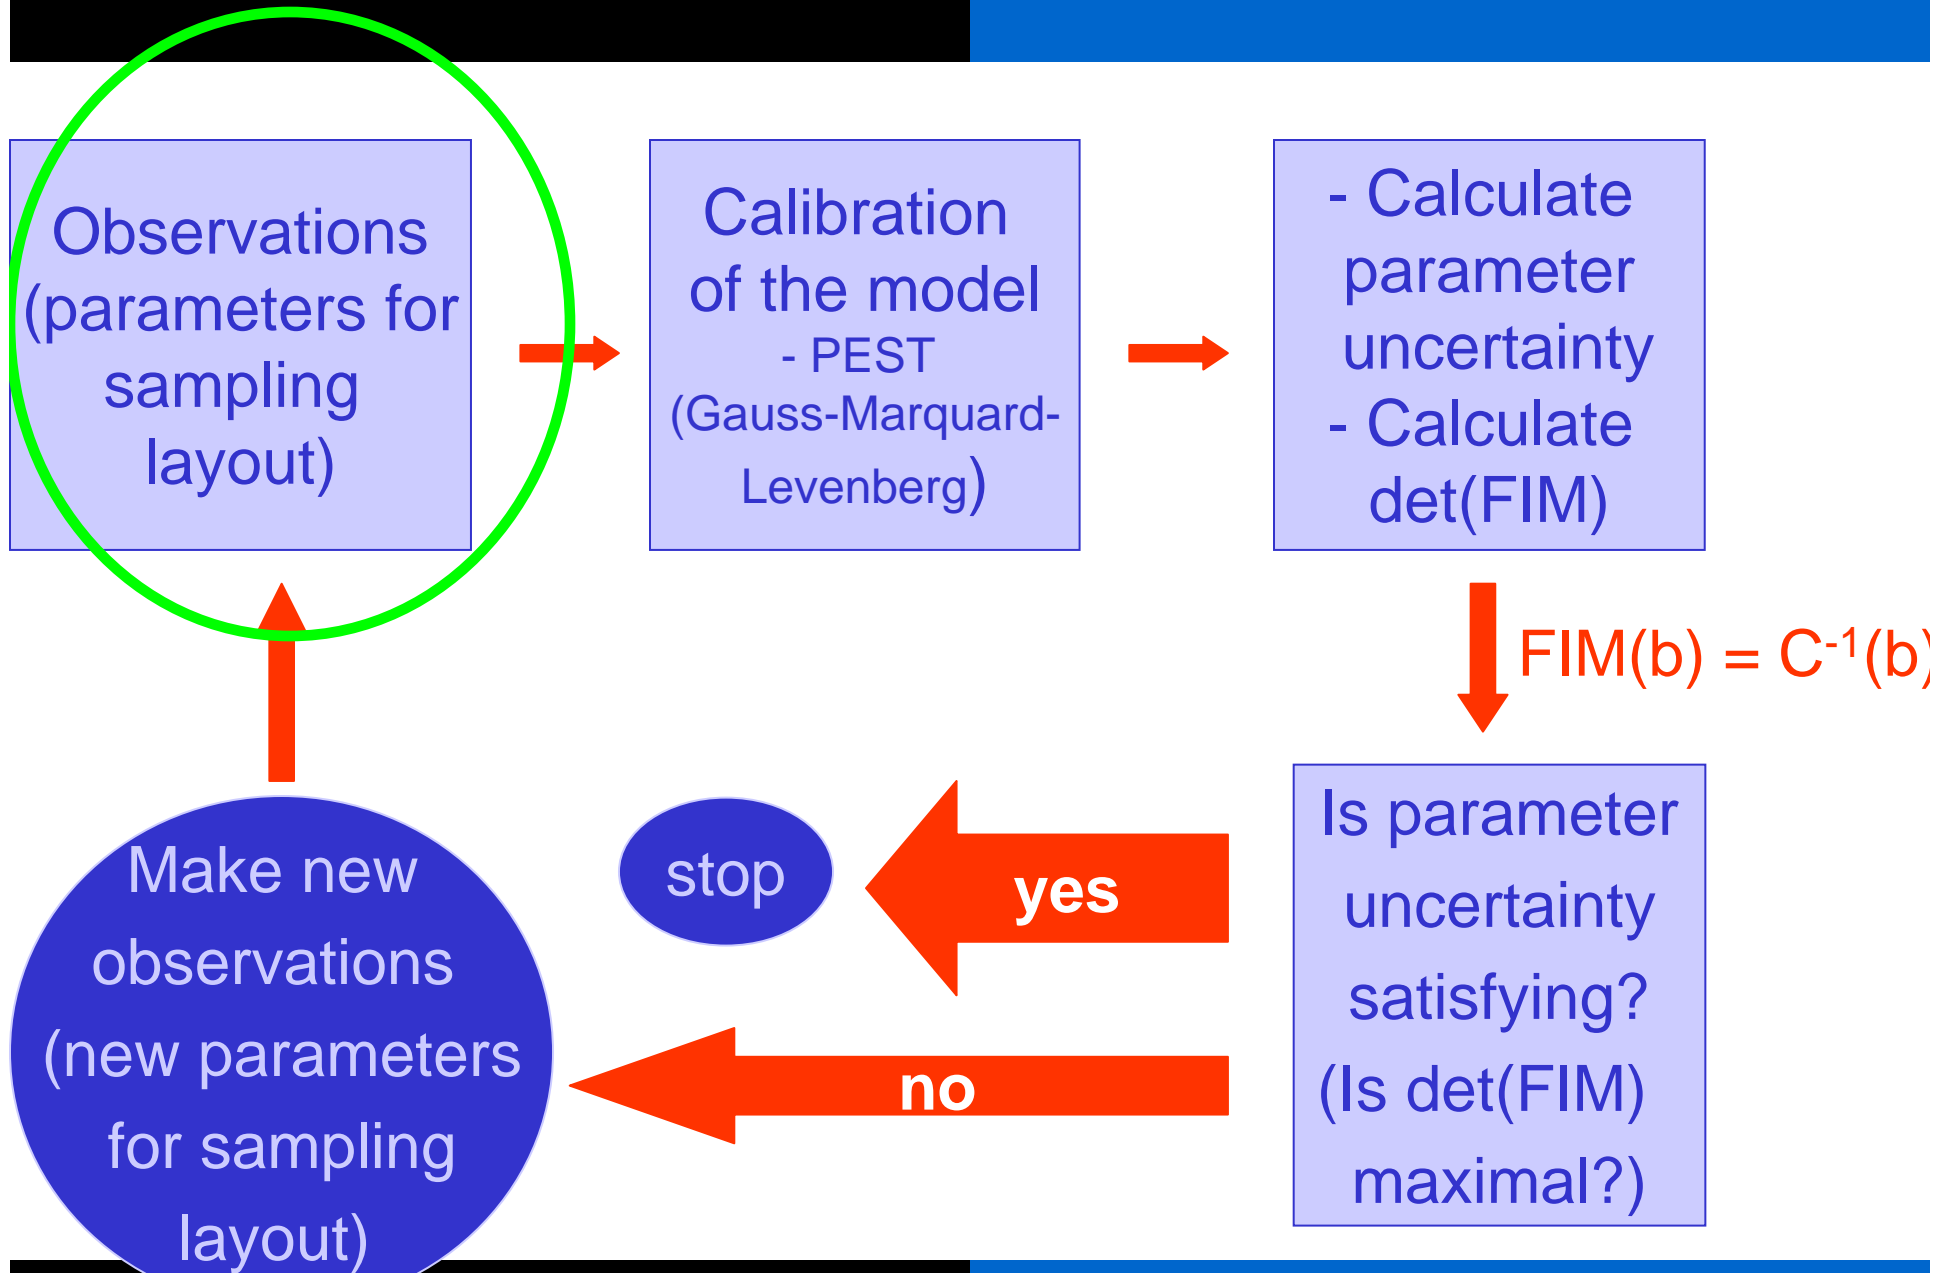 Observations
(parameters for
sampling
layout)
Calibration
of the model
- PEST
(Gauss-Marquard-
Levenberg)
- Calculate
parameter
uncertainty
- Calculate
det(FIM)
FIM(b) = C⁻¹(b)
Is parameter
uncertainty
satisfying?
(Is det(FIM)
maximal?)
yes
stop
no
Make new
observations
(new parameters
for sampling
layout)